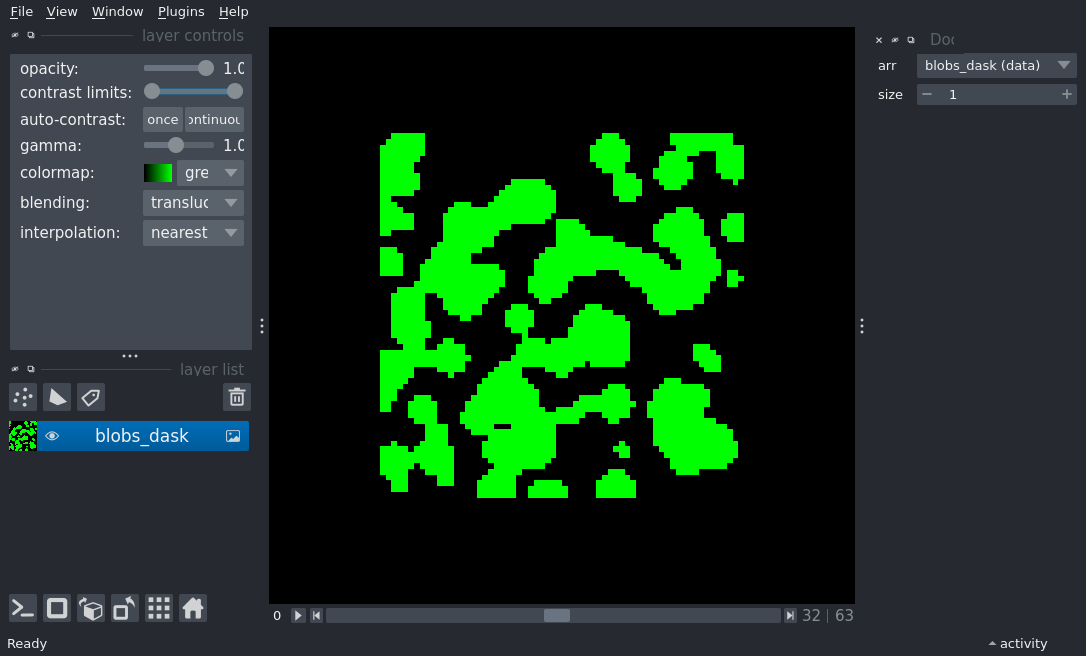 File View Window Plugins Help
layer controls
opacity: 1.0
contrast limits:
auto-contrast: once ontinuou
gamma: 1.0
colormap: gre
blending: transluc
interpolation: nearest
layer list
blobs_dask
0 32 | 63
Ready
Doc
arr blobs_dask (data)
size 1
activity